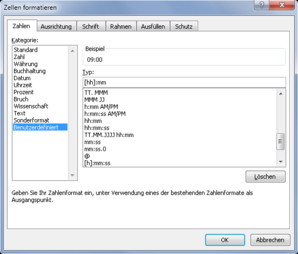 Zellen formatieren
Zahlen Ausrichtung Schrift Rahmen Ausfüllen Schutz
Kategorie:
Standard
Zahl
Währung
Buchhaltung
Datum
Uhrzeit
Prozent
Bruch
Wissenschaft
Text
Sonderformat
Benutzerdefiniert
Beispiel
09:00
Typ:
[hh]:mm
TT. MMM
MMM JJ
h:mm AM/PM
h:mm:ss AM/PM
hh:mm
hh:mm:ss
TT.MM.JJJJ hh:mm
mm:ss
mm:ss.0
@
[h]:mm:ss
Löschen
Geben Sie Ihr Zahlenformat ein, unter Verwendung eines der bestehenden Zahlenformate als
Ausgangspunkt.
OK Abbrechen